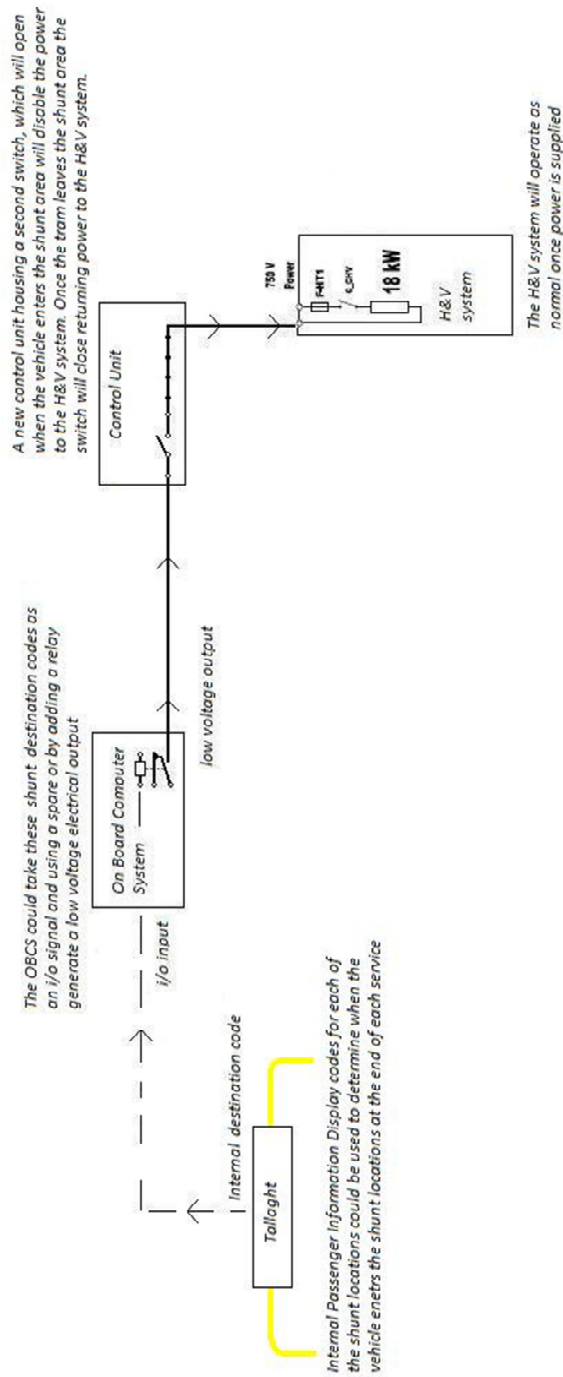 The OBCS could take these shunt destination codes as
an i/o signal and using a spare or by adding a relay
generate a low voltage electrical output
A new control unit housing a second switch, which will open
when the vehicle enters the shunt area will disable the power
to the H&V system. Once the tram leaves the shunt area the
switch will close returning power to the H&V system.
On Board Comouter
System
Control Unit
i/o input
low voltage output
Internal destination code
Tallaght
750 V
Power
F-HT1
C_CHV
18 kW
H&V
system
Internal Passenger Information Display codes for each of
the shunt locations could be used to determine when the
vehicle enetrs the shunt locations at the end of each service
The H&V system will operate as
normal once power is supplied